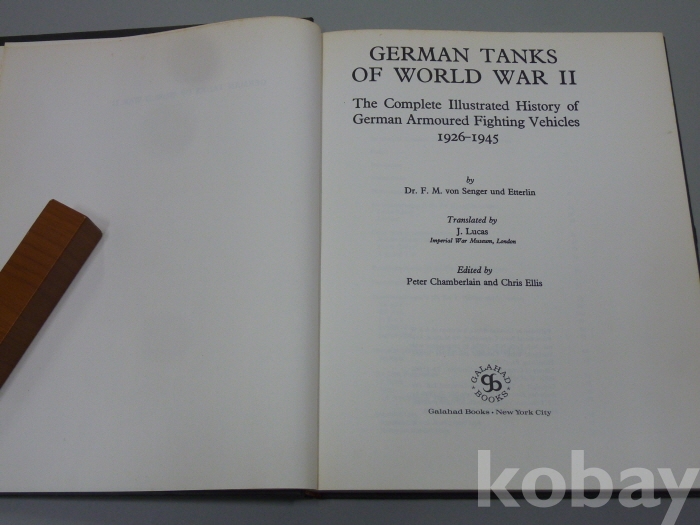 GERMAN TANKS
OF WORLD WAR II
The Complete Illustrated History of
German Armoured Fighting Vehicles
1926–1945
by
Dr. F. M. von Senger und Etterlin
Translated by
J. Lucas
Imperial War Museum, London
Edited by
Peter Chamberlain and Chris Ellis
GALAHAD
gb
BOOKS
Galahad Books • New York City
kobay